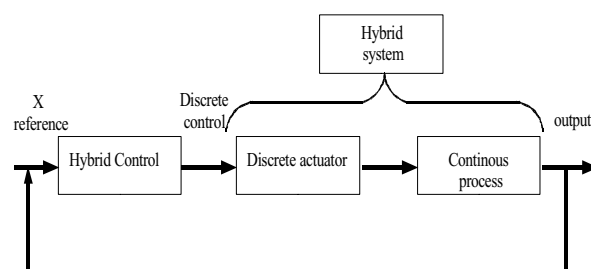 Hybrid
system
X
reference
Discrete
control
output
Hybrid Control
Discrete actuator
Continous
process